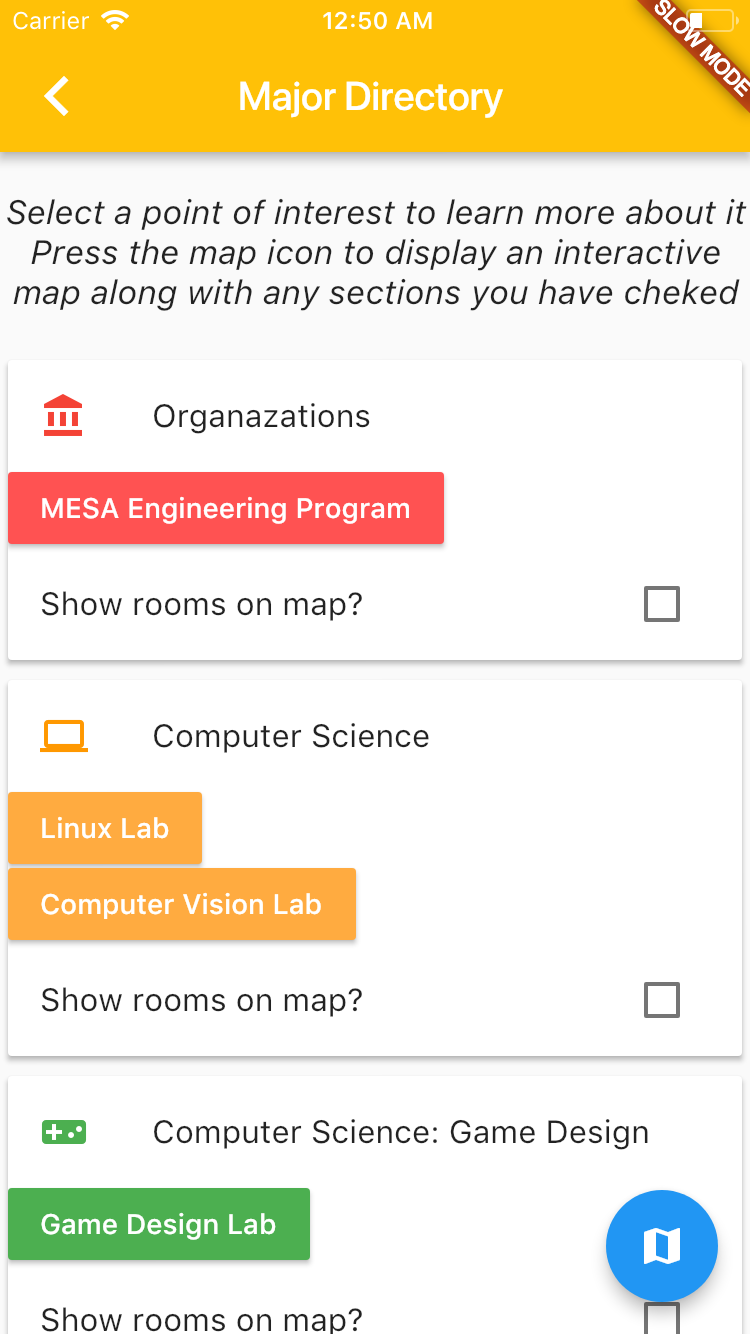 Carrier
12:50 AM
SLOW MODE
Major Directory
Select a point of interest to learn more about it
Press the map icon to display an interactive
map along with any sections you have cheked
Organazations
MESA Engineering Program
Show rooms on map?
Computer Science
Linux Lab
Computer Vision Lab
Show rooms on map?
Computer Science: Game Design
Game Design Lab
Show rooms on map?